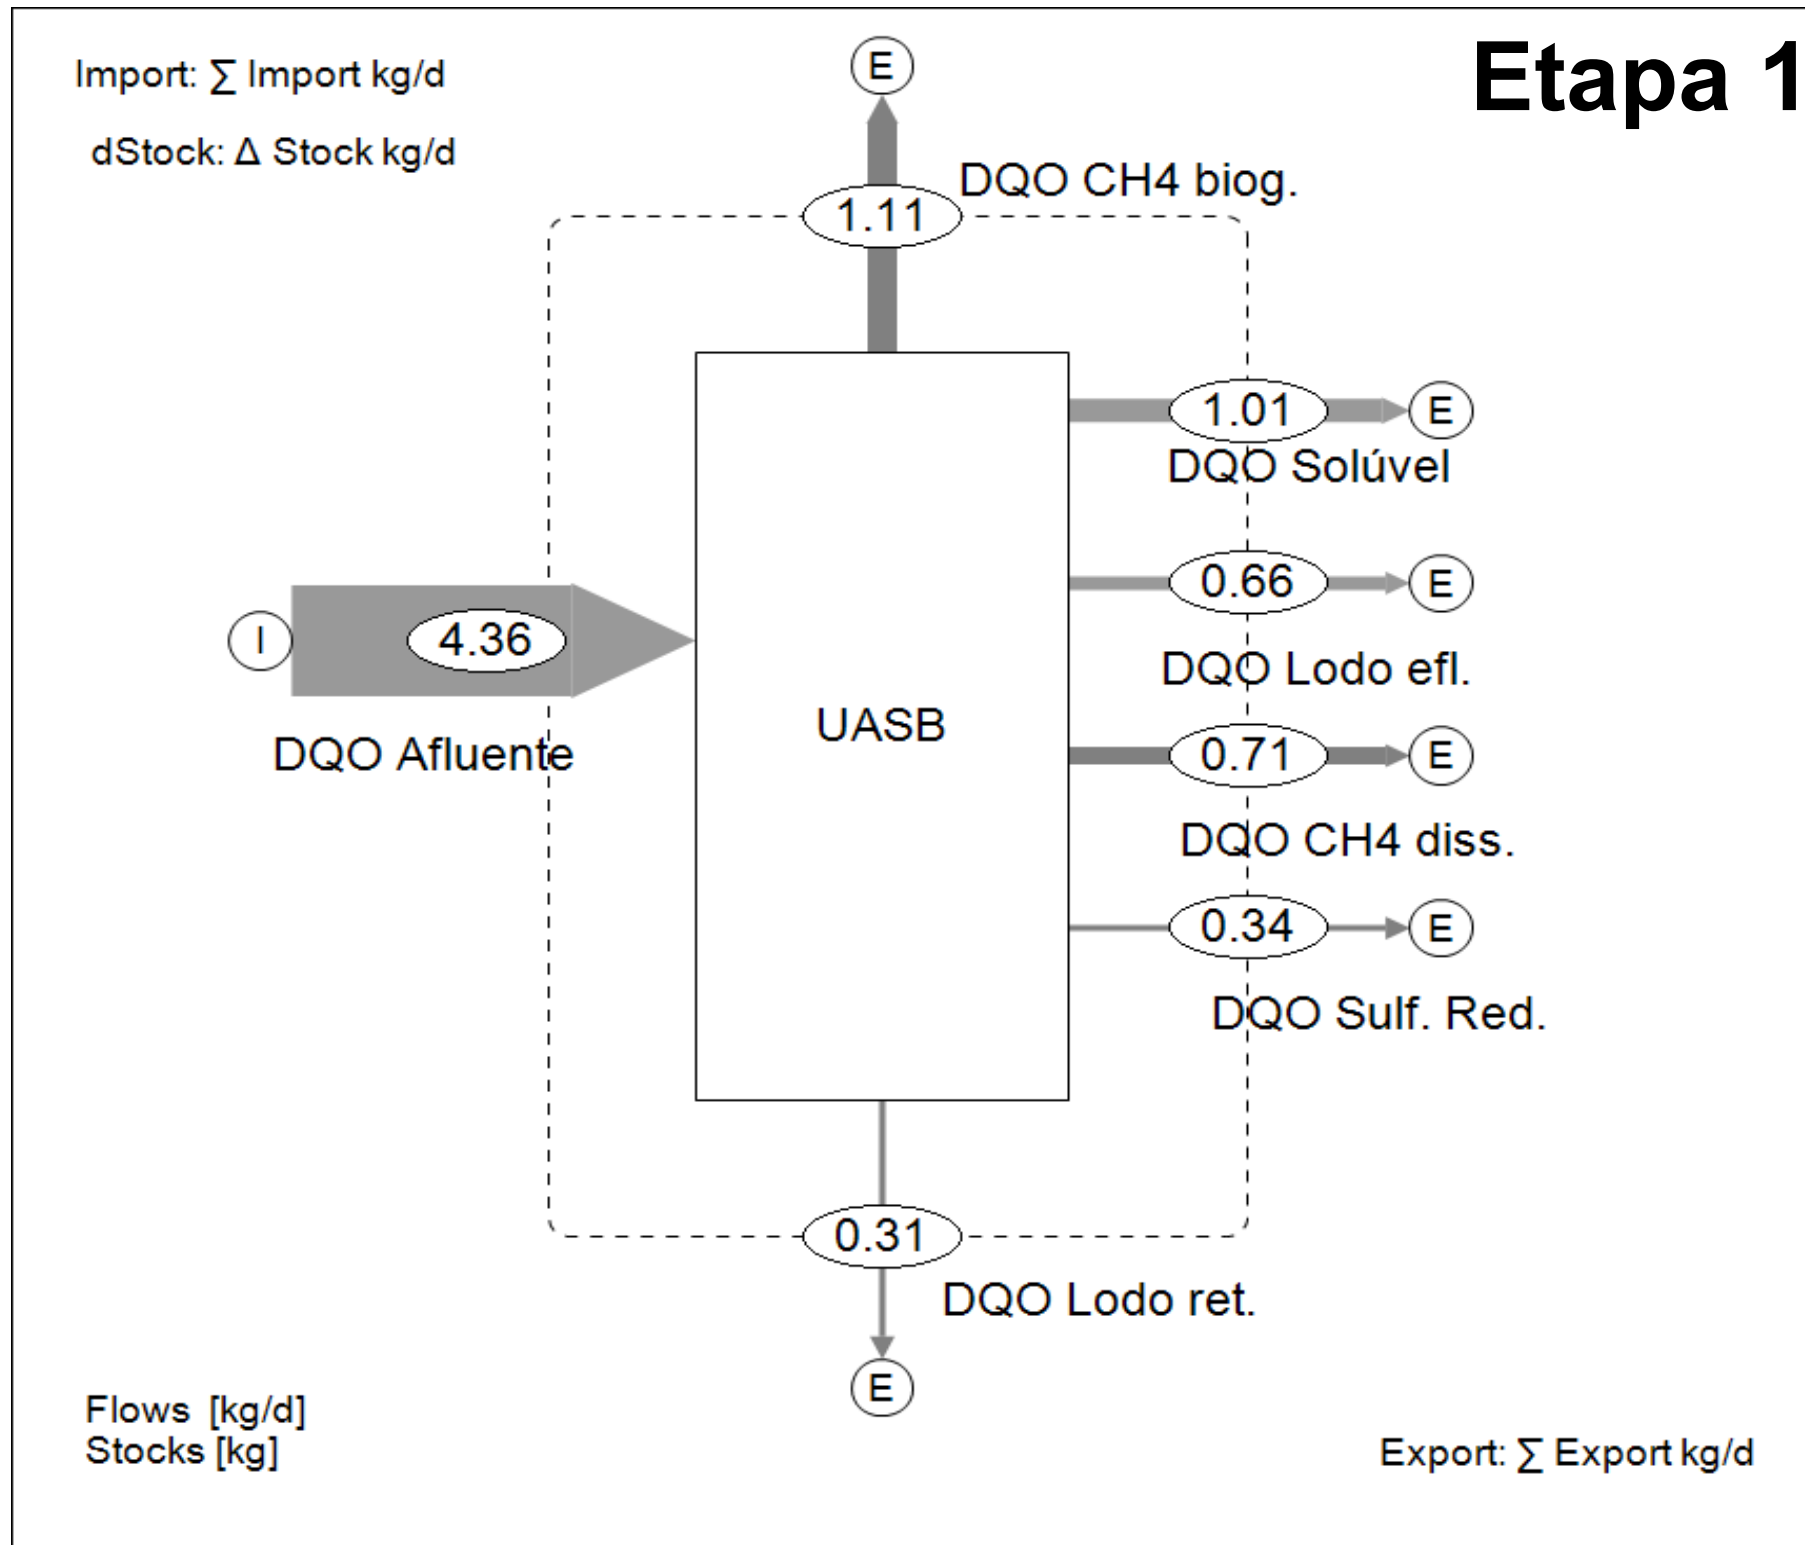 Etapa 1
Import: ∑ Import kg/d
dStock: Δ Stock kg/d
E
DQO CH4 biog.
1.11
1.01
E
DQO Solúvel
0.66
E
DQO Lodo efl.
I
4.36
DQO Afluente
UASB
0.71
E
DQO CH4 diss.
0.34
E
DQO Sulf. Red.
0.31
DQO Lodo ret.
E
Flows [kg/d]
Stocks [kg]
Export: ∑ Export kg/d